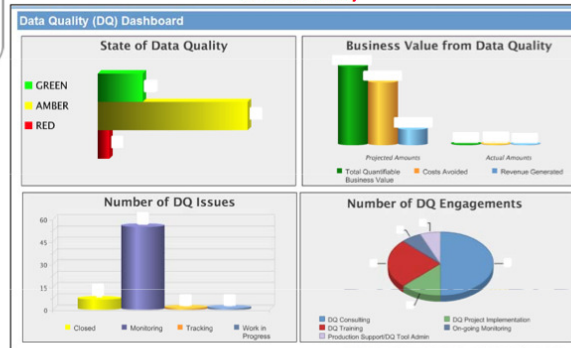 Data Quality (DQ) Dashboard
State of Data Quality
GREEN
AMBER
RED
Business Value from Data Quality
Projected Amounts
Actual Amounts
Total Quantifiable
Business Value
Costs Avoided
Revenue Generated
Number of DQ Issues
60
45
30
15
0
Closed
Monitoring
Tracking
Work in
Progress
Number of DQ Engagements
DQ Consulting
DQ Project Implementation
DQ Training
On-going Monitoring
Production Support/DQ Tool Admin